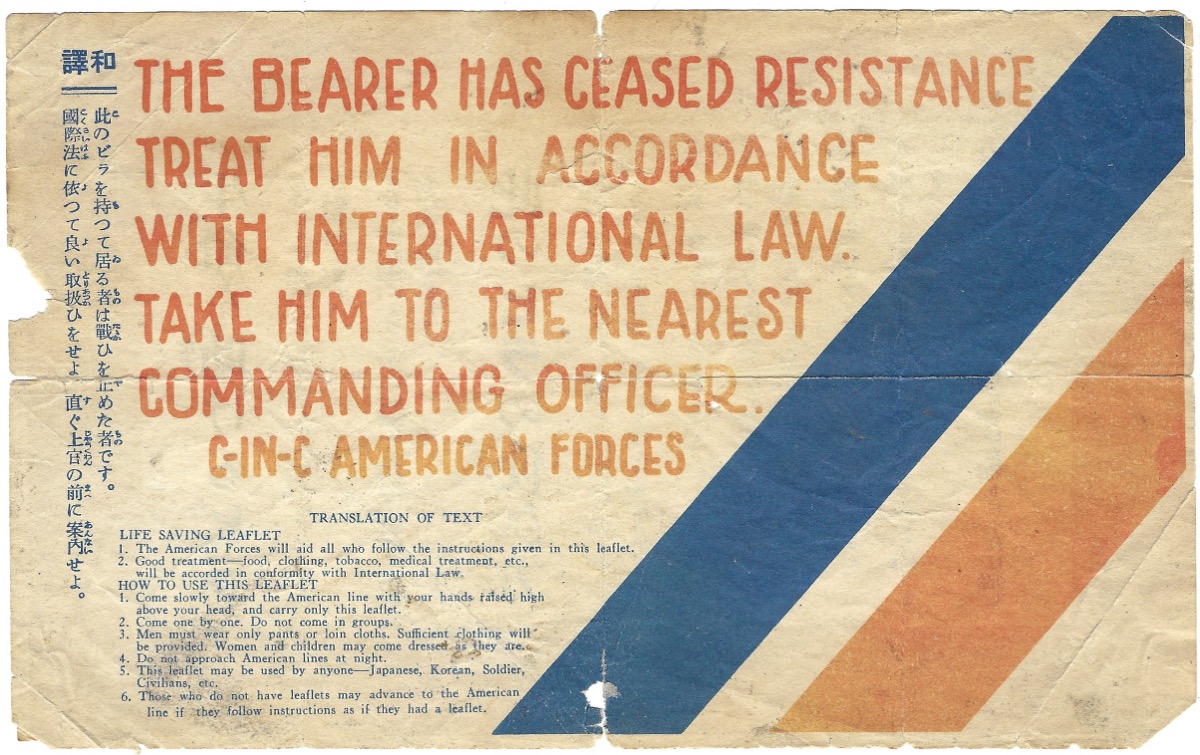 THE BEARER HAS CEASED RESISTANCE
TREAT HIM IN ACCORDANCE
WITH INTERNATIONAL LAW.
TAKE HIM TO THE NEAREST
COMMANDING OFFICER.
C-IN-C AMERICAN FORCES
和譯
此のビラを持つて居る者は戰ひを止めた者です。
國際法に依つて良い取扱ひをせよ 直ぐ上官の前に案內せよ。
TRANSLATION OF TEXT
LIFE SAVING LEAFLET
1. The American Forces will aid all who follow the instructions given in this leaflet.
2. Good treatment—food, clothing, tobacco, medical treatment, etc.,
will be accorded in conformity with International Law.
HOW TO USE THIS LEAFLET
1. Come slowly toward the American line with your hands raised high
above your head, and carry only this leaflet.
2. Come one by one. Do not come in groups.
3. Men must wear only pants or loin cloths. Sufficient clothing will
be provided. Women and children may come dressed as they are.
4. Do not approach American lines at night.
5. This leaflet may be used by anyone—Japanese, Korean, Soldier,
Civilians, etc.
6. Those who do not have leaflets may advance to the American
line if they follow instructions as if they had a leaflet.